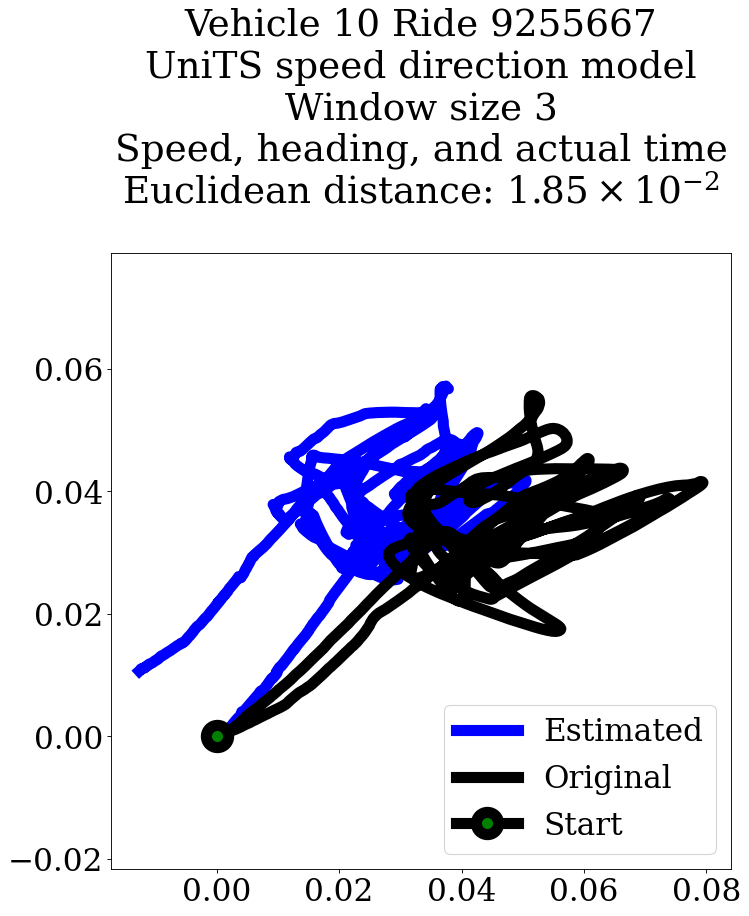 Vehicle 10 Ride 9255667
UniTS speed direction model
Window size 3
Speed, heading, and actual time
Euclidean distance: 1.85 × 10⁻²
0.06
0.04
0.02
0.00
−0.02
Estimated
Original
Start
0.00 0.02 0.04 0.06 0.08